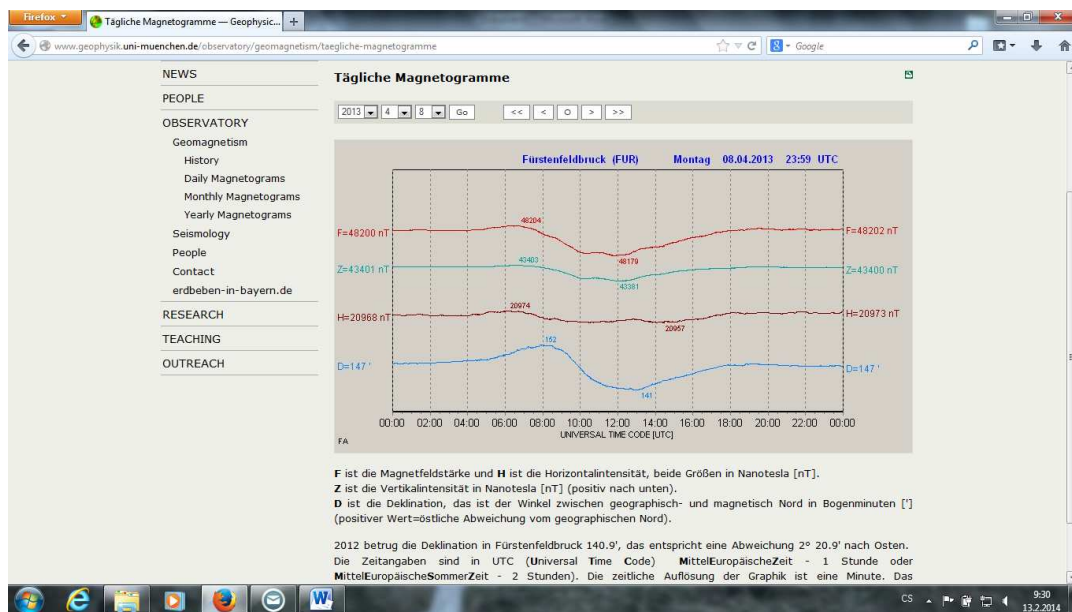 Firefox
Tägliche Magnetogramme — Geophysic...
www.geophysik.uni-muenchen.de/observatory/geomagnetism/taegliche-magnetogramme
Google
NEWS
PEOPLE
OBSERVATORY
Geomagnetism
History
Daily Magnetograms
Monthly Magnetograms
Yearly Magnetograms
Seismology
People
Contact
erdbeben-in-bayern.de
RESEARCH
TEACHING
OUTREACH
Tägliche Magnetogramme
2013 4 8 Go << < O > >>
Fürstenfeldbruck (FUR) Montag 08.04.2013 23:59 UTC
48204
F=48200 nT F=48202 nT
48179
43403
Z=43401 nT Z=43400 nT
43381
20974
H=20968 nT H=20973 nT
20957
152
D=147 ' D=147 '
141
00:00 02:00 04:00 06:00 08:00 10:00 12:00 14:00 16:00 18:00 20:00 22:00 00:00
UNIVERSAL TIME CODE [UTC]
FA
F ist die Magnetfeldstärke und H ist die Horizontalintensität, beide Größen in Nanotesla [nT].
Z ist die Vertikalintensität in Nanotesla [nT] (positiv nach unten).
D ist die Deklination, das ist der Winkel zwischen geographisch- und magnetisch Nord in Bogenminuten [']
(positiver Wert=östliche Abweichung vom geographischen Nord).
2012 betrug die Deklination in Fürstenfeldbruck 140.9', das entspricht eine Abweichung 2° 20.9' nach Osten.
Die Zeitangaben sind in UTC (Universal Time Code) MittelEuropäischeZeit - 1 Stunde oder
MittelEuropäischeSommerZeit - 2 Stunden). Die zeitliche Auflösung der Graphik ist eine Minute. Das
CS
9:30
13.2.2014